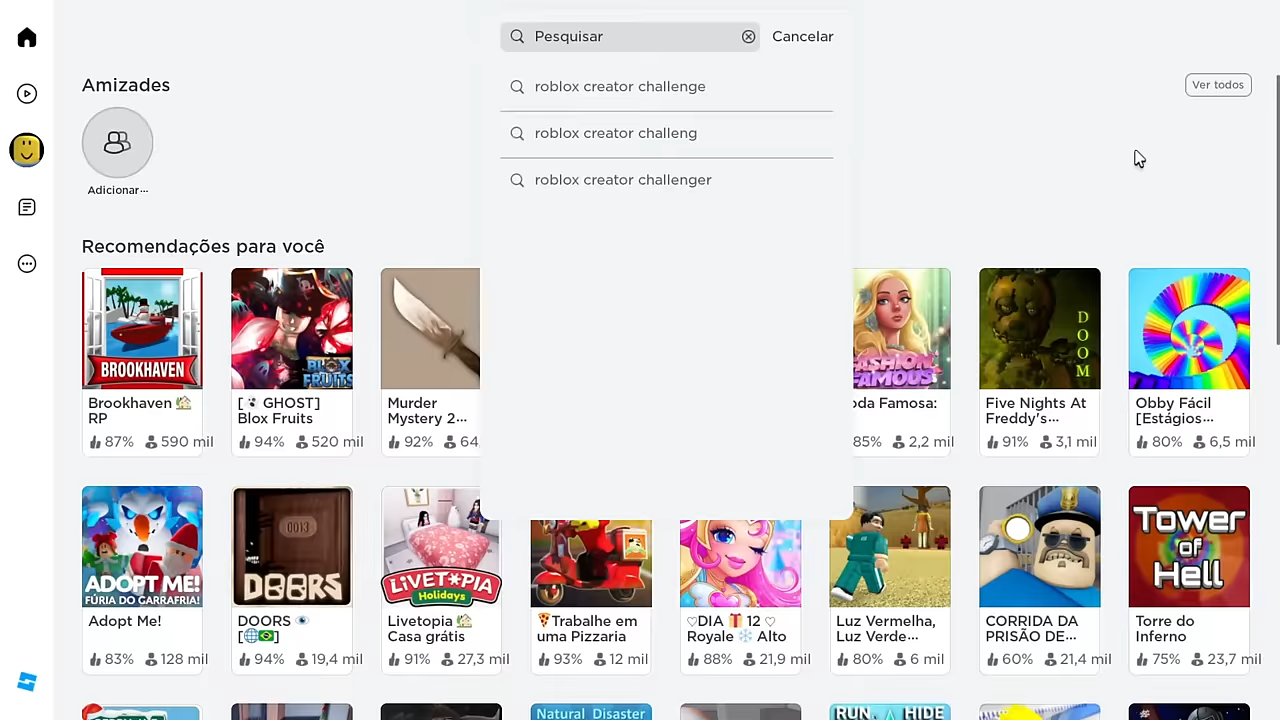 Pesquisar
Cancelar
roblox creator challenge
roblox creator challeng
roblox creator challenger
Amizades
Ver todos
Adicionar...
Recomendações para você
BROOKHAVEN
BLOX FRUITS
FASHION FAMOUS
DOOM
Brookhaven 🏡 RP
87% 590 mil
[👻 GHOST] Blox Fruits
94% 520 mil
Murder Mystery 2...
92% 64
oda Famosa:
85% 2,2 mil
Five Nights At Freddy's...
91% 3,1 mil
Obby Fácil [Estágios...
80% 6,5 mil
ADOPT ME!
FÚRIA DO GARRAFRIA!
0013
DOORS
LIVETOPIA
Holidays
Tower of Hell
Adopt Me!
83% 128 mil
DOORS 👁️ [🌐🇧🇷]
94% 19,4 mil
Livetopia 🏡 Casa grátis
91% 27,3 mil
🍕Trabalhe em uma Pizzaria
93% 12 mil
♡DIA 🎁 12 ♡ Royale ❄️ Alto
88% 21,9 mil
Luz Vermelha, Luz Verde...
80% 6 mil
CORRIDA DA PRISÃO DE...
60% 21,4 mil
Torre do Inferno
75% 23,7 mil
Natural Disaster
RUN HIDE